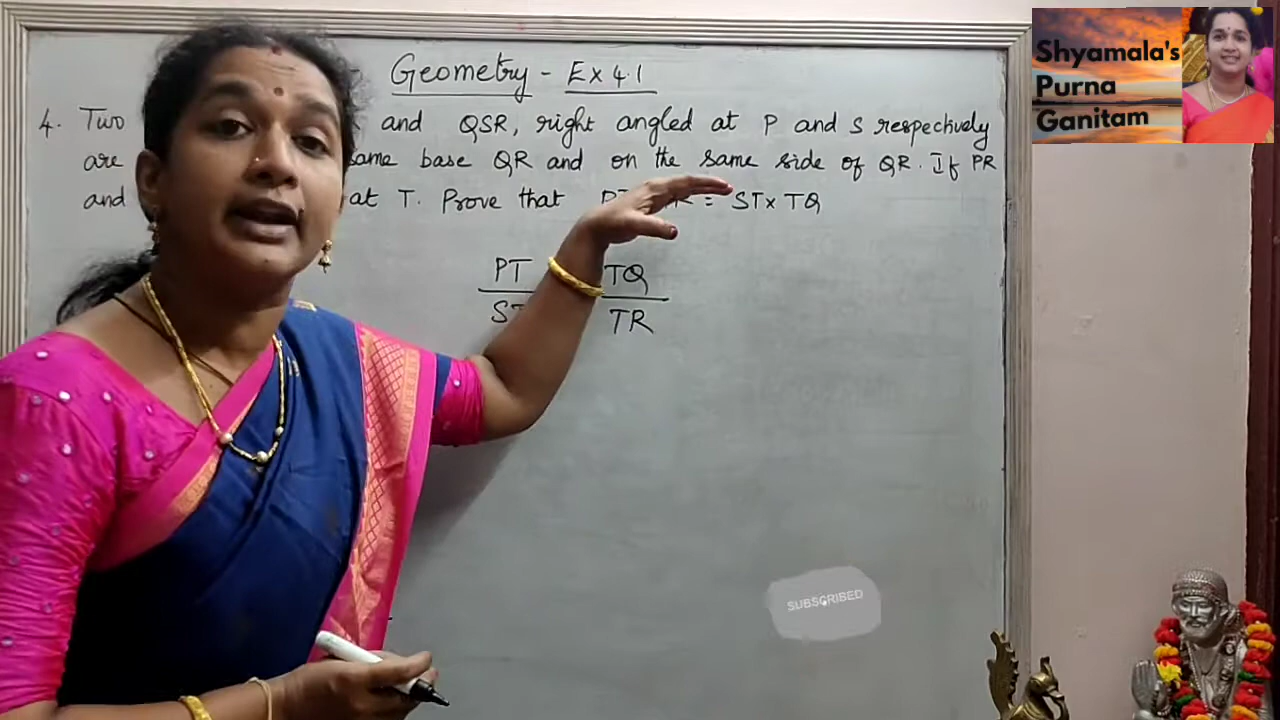 - Geometry - Ex 4.1
4. Two and QSR, right angled at P and S respectively
are same base QR and on the same side of QR. If PR
and at T. Prove that = ST x TQ
PT TQ
TR
Shyamala's
Purna
Ganitam
SUBSCRIBED